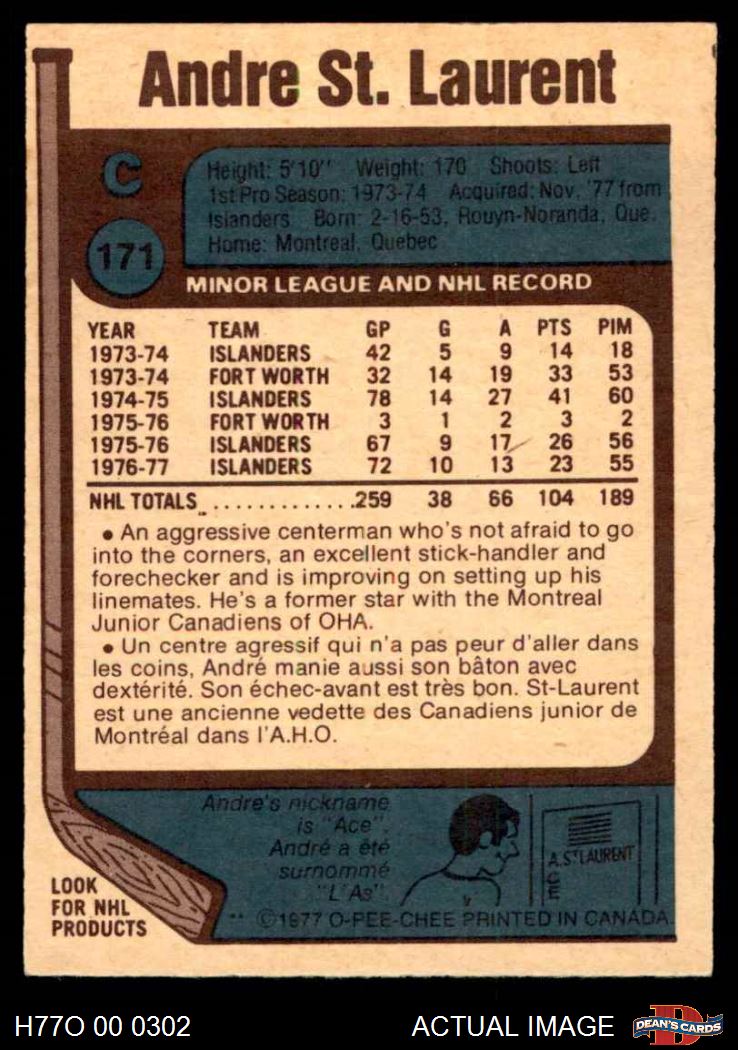 Andre St. Laurent
C
Height: 5'10'' Weight: 170 Shoots: Left
1st Pro Season: 1973-74 Acquired: Nov. '77 from
Islanders Born: 2-16-53, Rouyn-Noranda, Que.
Home: Montreal, Quebec
171
MINOR LEAGUE AND NHL RECORD
YEAR TEAM GP G A PTS PIM
1973-74 ISLANDERS 42 5 9 14 18
1973-74 FORT WORTH 32 14 19 33 53
1974-75 ISLANDERS 78 14 27 41 60
1975-76 FORT WORTH 3 1 2 3 2
1975-76 ISLANDERS 67 9 17 26 56
1976-77 ISLANDERS 72 10 13 23 55
NHL TOTALS ..............259 38 66 104 189
• An aggressive centerman who's not afraid to go
into the corners, an excellent stick-handler and
forechecker and is improving on setting up his
linemates. He's a former star with the Montreal
Junior Canadiens of OHA.
• Un centre agressif qui n'a pas peur d'aller dans
les coins, André manie aussi son bâton avec
dextérité. Son échec-avant est très bon. St-Laurent
est une ancienne vedette des Canadiens junior de
Montréal dans l'A.H.O.
Andre's nickname
is "Ace".
André a été
surnommé
"L'As".
A. ST LAURENT
ACE
LOOK
FOR NHL
PRODUCTS
** ©1977 O-PEE-CHEE PRINTED IN CANADA.
H77O 00 0302 ACTUAL IMAGE DEAN'S CARDS